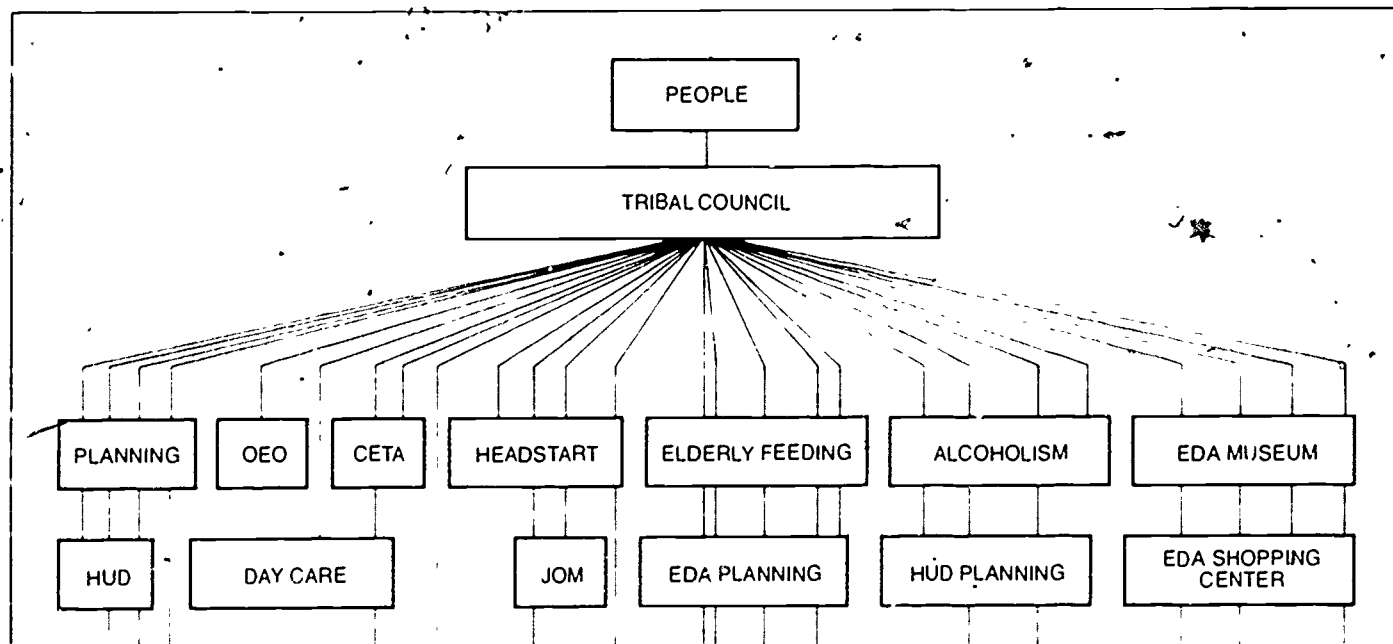 PEOPLE
TRIBAL COUNCIL
PLANNING
OEO
CETA
HEADSTART
ELDERLY FEEDING
ALCOHOLISM
EDA MUSEUM
HUD
DAY CARE
JOM
EDA PLANNING
HUD PLANNING
EDA SHOPPING
CENTER